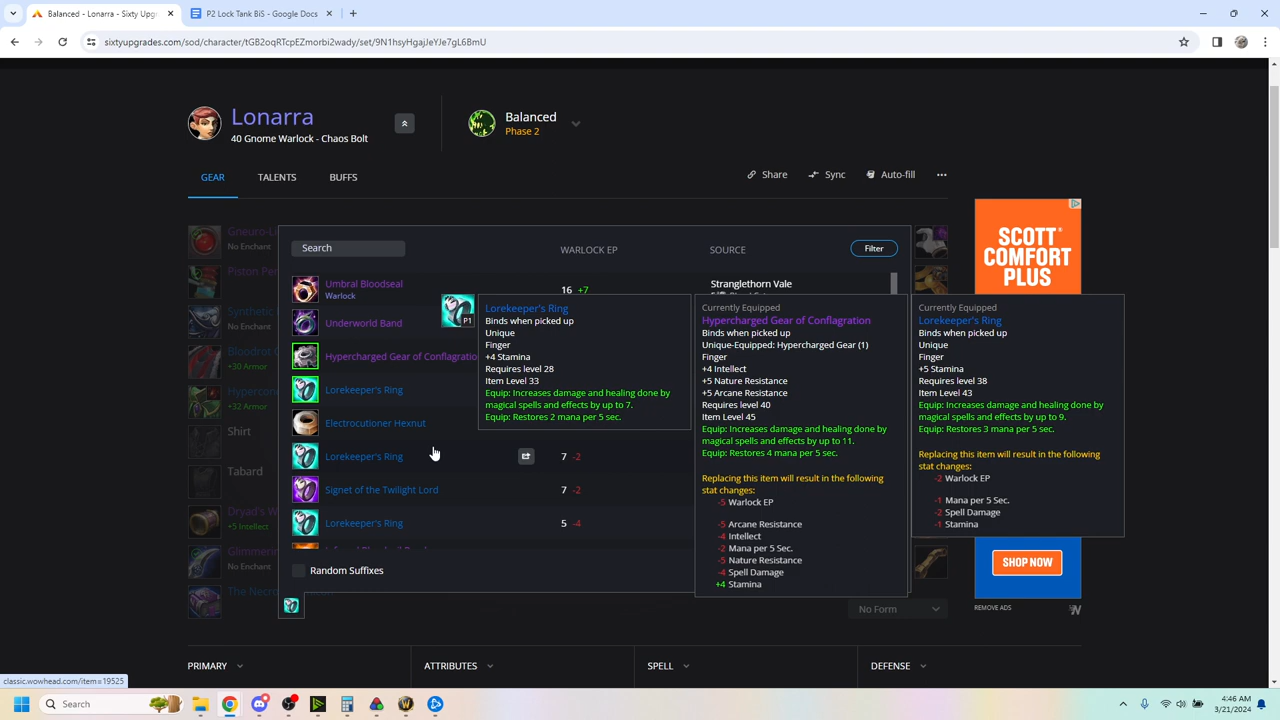 Balanced - Lonarra - Sixty Upgr
P2 Lock Tank BiS - Google Docs
sixtyupgrades.com/sod/character/tGB2oqRTcpEZmorbi2wady/set/9N1hsyHgajJeYJe7gL6BmU
Lonarra
40 Gnome Warlock - Chaos Bolt
Balanced
Phase 2
GEAR
TALENTS
BUFFS
Share
Sync
Auto-fill
No Enchant
Piston
Synthetic
No Enchant
+30 Armor
+32 Armor
Shirt
Tabard
Dryad's
+5 Intellect
No Enchant
Search
WARLOCK EP
SOURCE
Filter
Umbral Bloodseal
Warlock
16 +7
Stranglethorn Vale
Underworld Band
Hypercharged Gear of Conflagratio
Lorekeeper's Ring
Electrocutioner Hexnut
Lorekeeper's Ring
7 -2
Signet of the Twilight Lord
7 -2
Lorekeeper's Ring
5 -4
Random Suffixes
P1
Lorekeeper's Ring
Binds when picked up
Unique
Finger
+4 Stamina
Requires level 28
Item Level 33
Equip: Increases damage and healing done by
magical spells and effects by up to 7.
Equip: Restores 2 mana per 5 sec.
Currently Equipped
Hypercharged Gear of Conflagration
Binds when picked up
Unique-Equipped: Hypercharged Gear (1)
Finger
+4 Intellect
+5 Nature Resistance
+5 Arcane Resistance
Requires level 40
Item Level 45
Equip: Increases damage and healing done by
magical spells and effects by up to 11.
Equip: Restores 4 mana per 5 sec.
Replacing this item will result in the following
stat changes:
-5 Warlock EP
-5 Arcane Resistance
-4 Intellect
-2 Mana per 5 Sec.
-5 Nature Resistance
-4 Spell Damage
+4 Stamina
Currently Equipped
Lorekeeper's Ring
Binds when picked up
Unique
Finger
+5 Stamina
Requires level 38
Item Level 43
Equip: Increases damage and healing done by
magical spells and effects by up to 9.
Equip: Restores 3 mana per 5 sec.
Replacing this item will result in the following
stat changes:
-2 Warlock EP
-1 Mana per 5 Sec.
-2 Spell Damage
-1 Stamina
SCOTT
COMFORT
PLUS
SHOP NOW
REMOVE ADS
No Form
PRIMARY
ATTRIBUTES
SPELL
DEFENSE
classic.wowhead.com/item=19525
Search
4:46 AM
3/21/2024